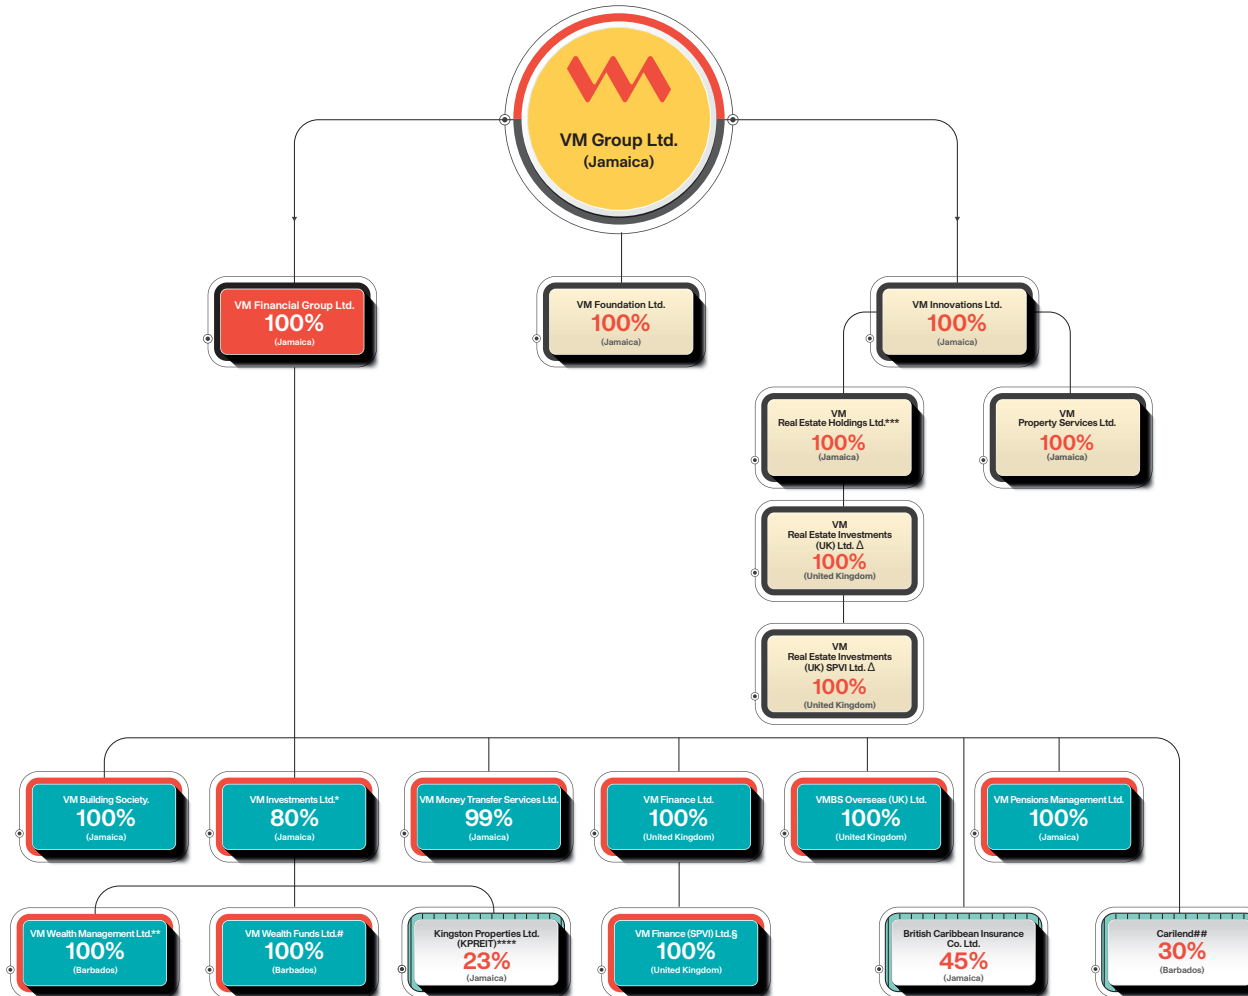 VM Group Ltd.
(Jamaica)
VM Financial Group Ltd.
100%
(Jamaica)
VM Foundation Ltd.
100%
(Jamaica)
VM Innovations Ltd.
100%
(Jamaica)
VM
Real Estate Holdings Ltd.***
100%
(Jamaica)
VM
Property Services Ltd.
100%
(Jamaica)
VM
Real Estate Investments
(UK) Ltd. Δ
100%
(United Kingdom)
VM
Real Estate Investments
(UK) SPVI Ltd. Δ
100%
(United Kingdom)
VM Building Society.
100%
(Jamaica)
VM Investments Ltd.*
80%
(Jamaica)
VM Money Transfer Services Ltd.
99%
(Jamaica)
VM Finance Ltd.
100%
(United Kingdom)
VMBS Overseas (UK) Ltd.
100%
(United Kingdom)
VM Pensions Management Ltd.
100%
(Jamaica)
VM Wealth Management Ltd.**
100%
(Barbados)
VM Wealth Funds Ltd.#
100%
(Barbados)
Kingston Properties Ltd.
(KPREIT)****
23%
(Jamaica)
VM Finance (SPVI) Ltd.§
100%
(United Kingdom)
British Caribbean Insurance
Co. Ltd.
45%
(Jamaica)
Carilend##
30%
(Barbados)